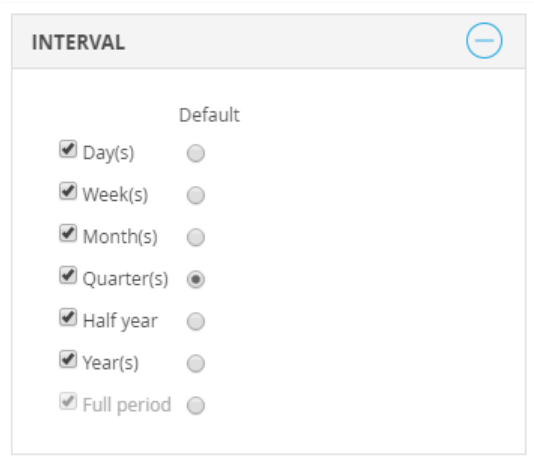 INTERVAL
Default
Day(s)
Week(s)
Month(s)
Quarter(s)
Half year
Year(s)
Full period